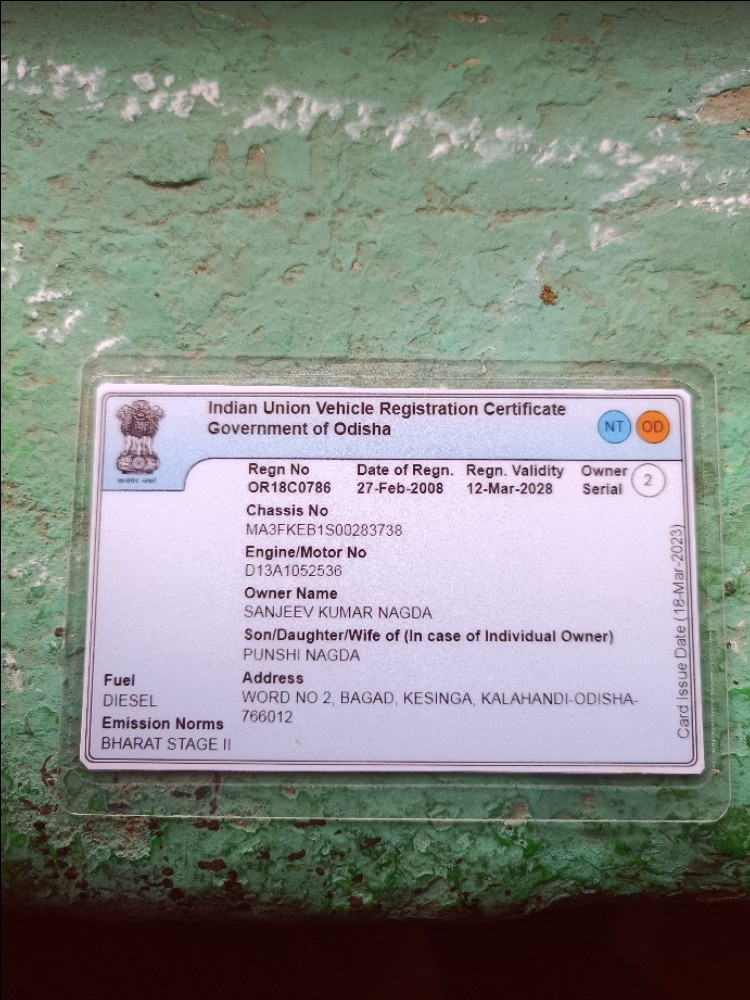 Indian Union Vehicle Registration Certificate
Government of Odisha
NT OD
Regn No Date of Regn. Regn. Validity Owner Serial
OR18C0786 27-Feb-2008 12-Mar-2028 2
Chassis No
MA3FKEB1S00283738
Engine/Motor No
D13A1052536
Owner Name
SANJEEV KUMAR NAGDA
Son/Daughter/Wife of (In case of Individual Owner)
PUNSHI NAGDA
Address
WORD NO 2, BAGAD, KESINGA, KALAHANDI-ODISHA-
766012
Fuel
DIESEL
Emission Norms
BHARAT STAGE II
Card Issue Date (18-Mar-2023)